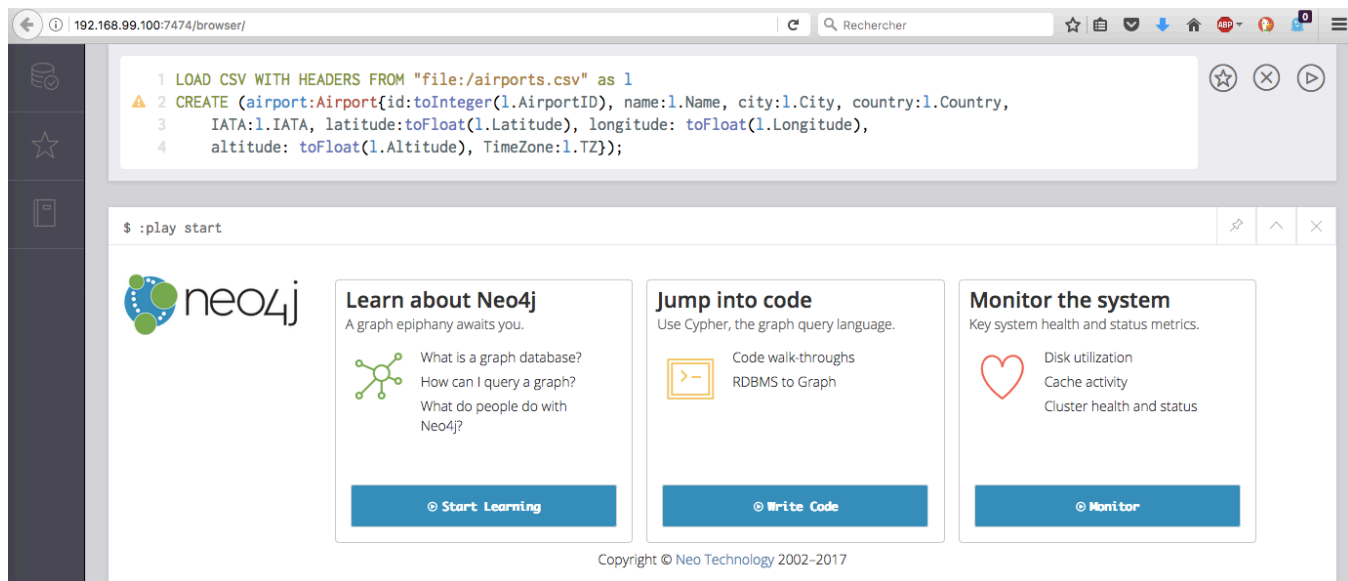 192.168.99.100:7474/browser/
Rechercher
ABP
0
1 LOAD CSV WITH HEADERS FROM "file:/airports.csv" as l
2 CREATE (airport:Airport{id:toInteger(l.AirportID), name:l.Name, city:l.City, country:l.Country,
3 IATA:l.IATA, latitude:toFloat(l.Latitude), longitude: toFloat(l.Longitude),
4 altitude: toFloat(l.Altitude), TimeZone:l.TZ});
$ :play start
neo4j
Learn about Neo4j
A graph epiphany awaits you.
What is a graph database?
How can I query a graph?
What do people do with
Neo4j?
Start Learning
Jump into code
Use Cypher, the graph query language.
Code walk-throughs
RDBMS to Graph
Write Code
Monitor the system
Key system health and status metrics.
Disk utilization
Cache activity
Cluster health and status
Monitor
Copyright © Neo Technology 2002–2017